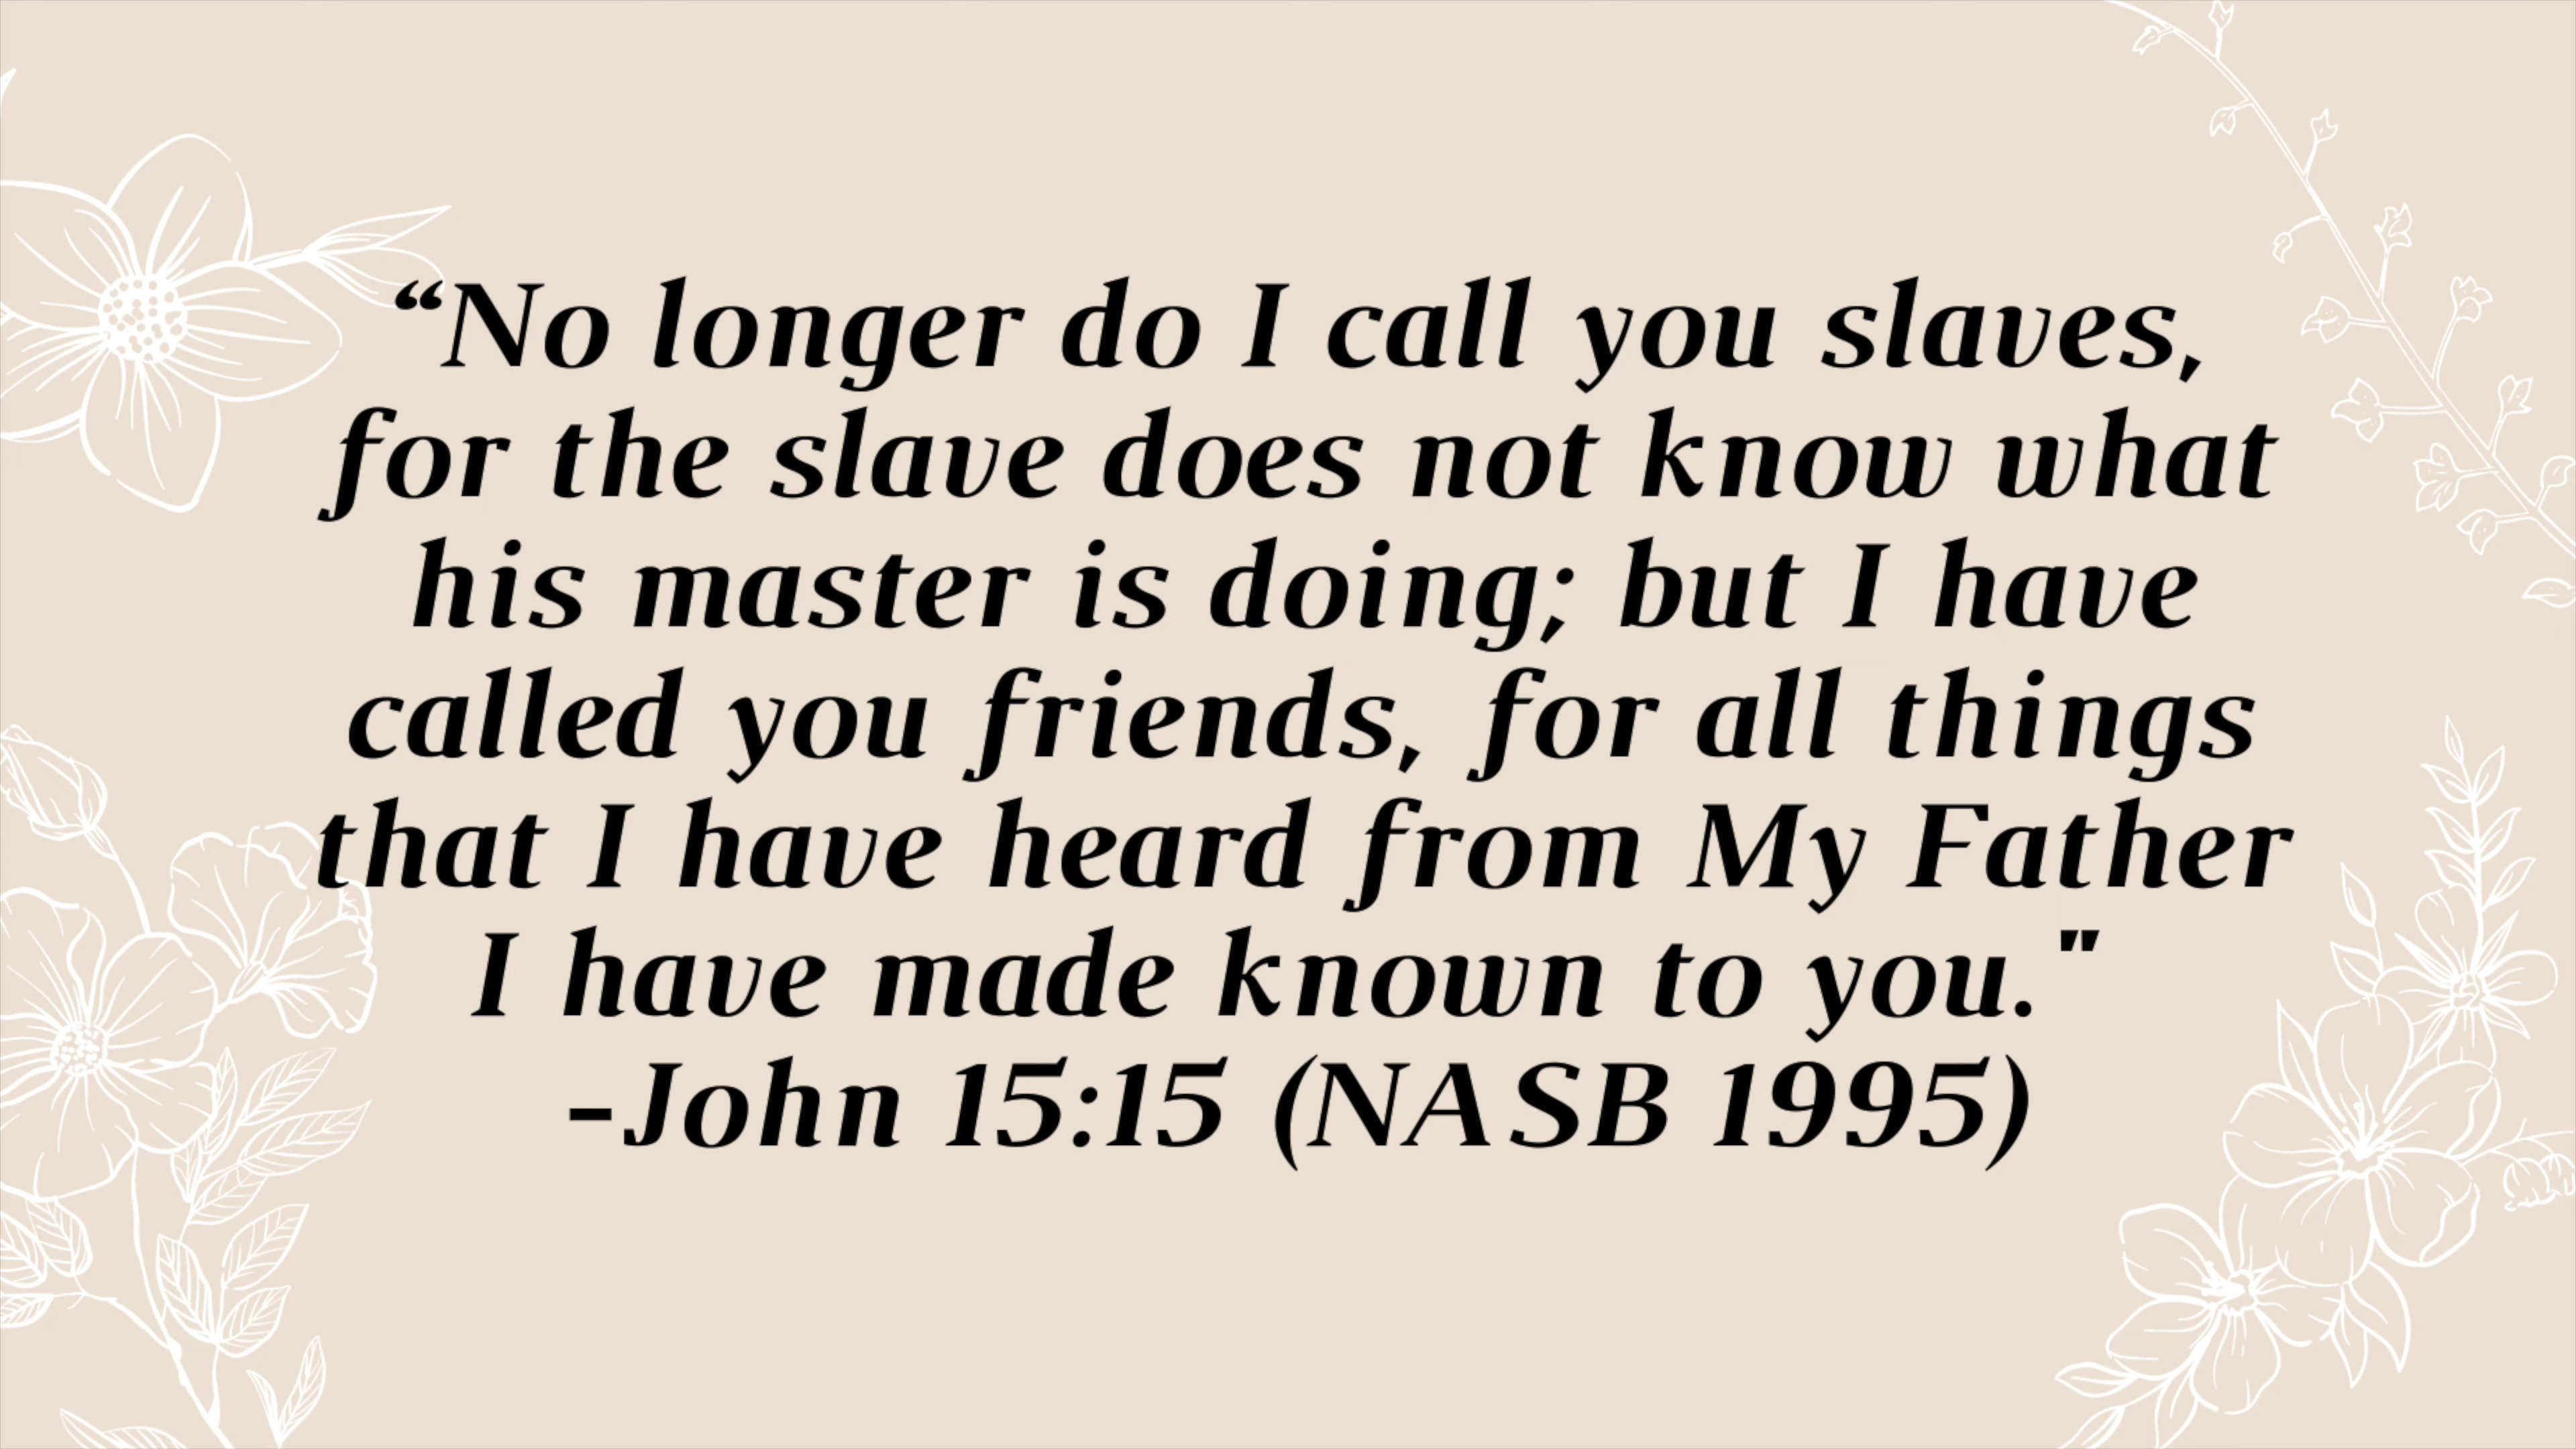 “No longer do I call you slaves,
for the slave does not know what
his master is doing; but I have
called you friends, for all things
that I have heard from My Father
I have made known to you."
-John 15:15 (NASB 1995)